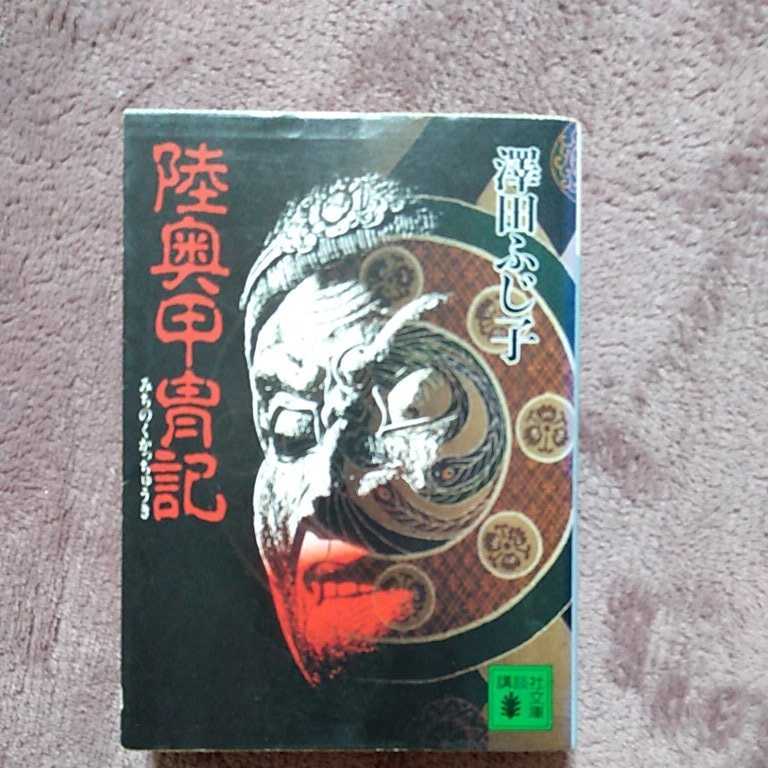 澤田ふじ子
陸奥甲冑記
みちのくかっちゅうき
講談社
文庫